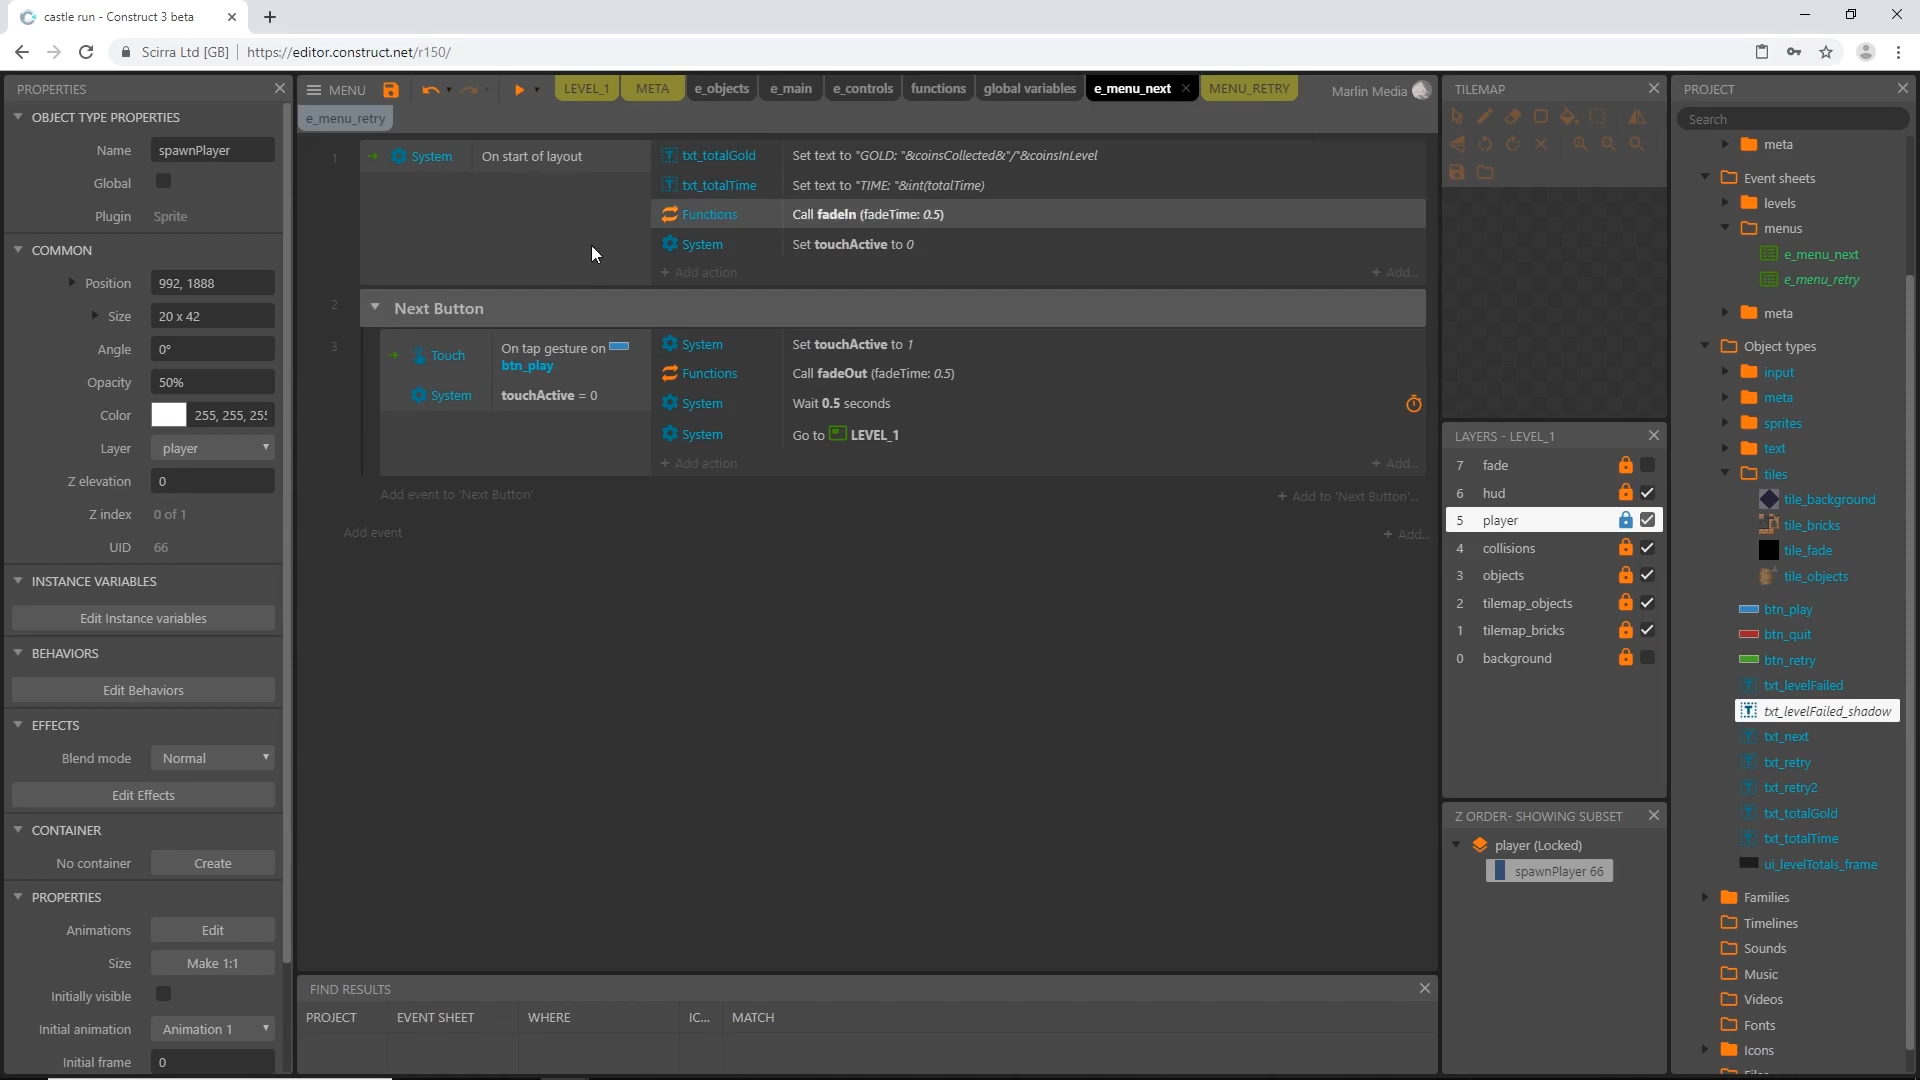 castle run - Construct 3 beta
Scirra Ltd [GB]
https://editor.construct.net/r150/
PROPERTIES
OBJECT TYPE PROPERTIES
Name spawnPlayer
Global
Plugin Sprite
COMMON
Position 992, 1888
Size 20 x 42
Angle 0°
Opacity 50%
Color 255, 255, 25
Layer player
Z elevation 0
Z index 0 of 1
UID 66
INSTANCE VARIABLES
Edit Instance variables
BEHAVIORS
Edit Behaviors
EFFECTS
Blend mode Normal
Edit Effects
CONTAINER
No container Create
PROPERTIES
Animations Edit
Size Make 1:1
Initially visible
Initial animation Animation 1
Initial frame 0
MENU
LEVEL_1 META e_objects e_main e_controls functions global variables e_menu_next MENU_RETRY
Marlin Media
e_menu_retry
1 System On start of layout
txt_totalGold Set text to "GOLD: "&coinsCollected&"/"&coinsInLevel
txt_totalTime Set text to "TIME: "&int(totalTime)
Functions Call fadeIn (fadeTime: 0.5)
System Set touchActive to 0
+ Add action + Add...
2 Next Button
3 Touch On tap gesture on btn_play
System touchActive = 0
System Set touchActive to 1
Functions Call fadeOut (fadeTime: 0.5)
System Wait 0.5 seconds
System Go to LEVEL_1
+ Add action + Add...
Add event to 'Next Button' + Add to 'Next Button'...
Add event + Add...
FIND RESULTS
PROJECT EVENT SHEET WHERE IC... MATCH
TILEMAP
LAYERS - LEVEL_1
7 fade
6 hud
5 player
4 collisions
3 objects
2 tilemap_objects
1 tilemap_bricks
0 background
Z ORDER- SHOWING SUBSET
player (Locked)
spawnPlayer 66
PROJECT
Search
meta
Event sheets
levels
menus
e_menu_next
e_menu_retry
meta
Object types
input
meta
sprites
text
tiles
tile_background
tile_bricks
tile_fade
tile_objects
btn_play
btn_quit
btn_retry
txt_levelFailed
txt_levelFailed_shadow
txt_next
txt_retry
txt_retry2
txt_totalGold
txt_totalTime
ui_levelTotals_frame
Families
Timelines
Sounds
Music
Videos
Fonts
Icons